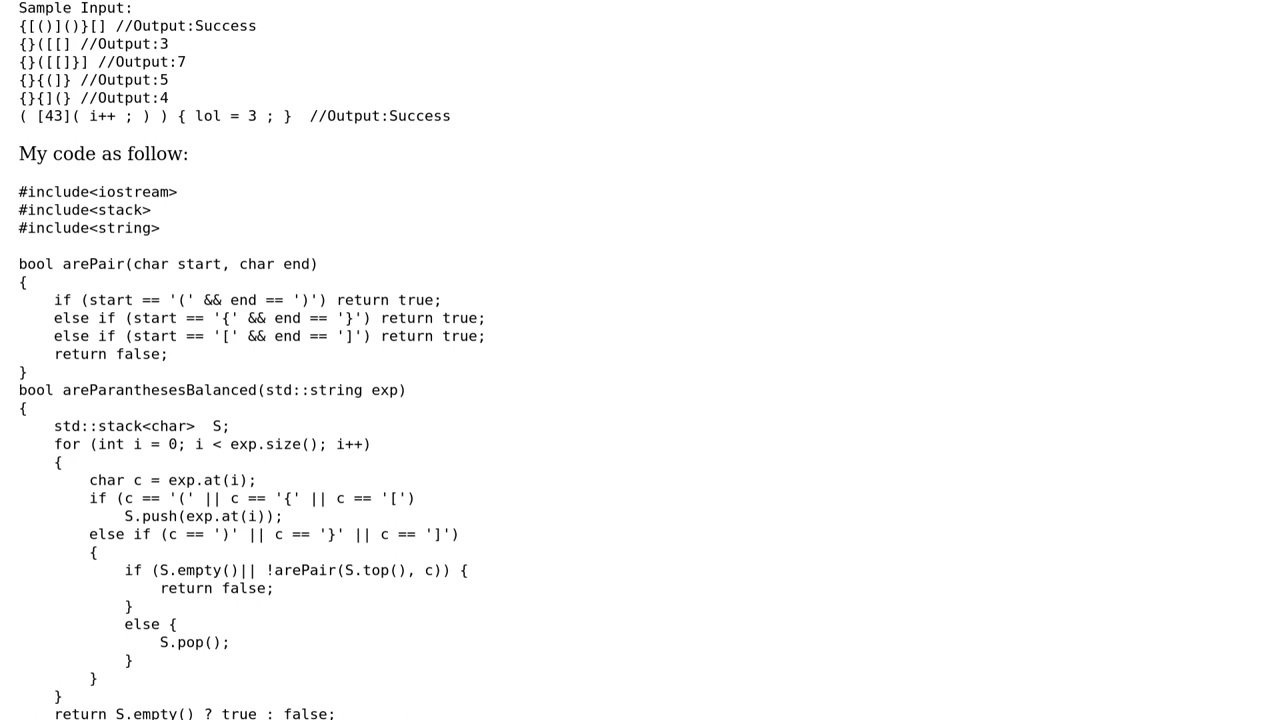 Sample Input:
{[()]()}[] //Output:Success
{}([[] //Output:3
{}([[]}] //Output:7
{}{(]} //Output:5
{}{](} //Output:4
( [43]( i++ ; ) ) { lol = 3 ; }  //Output:Success
My code as follow:
#include<iostream>
#include<stack>
#include<string>
bool arePair(char start, char end)
{
    if (start == '(' && end == ')') return true;
    else if (start == '{' && end == '}') return true;
    else if (start == '[' && end == ']') return true;
    return false;
}
bool areParanthesesBalanced(std::string exp)
{
    std::stack<char>  S;
    for (int i = 0; i < exp.size(); i++)
    {
        char c = exp.at(i);
        if (c == '(' || c == '{' || c == '[')
            S.push(exp.at(i));
        else if (c == ')' || c == '}' || c == ']')
        {
            if (S.empty()|| !arePair(S.top(), c)) {
                return false;
            }
            else {
                S.pop();
            }
        }
    }
    return S.empty() ? true : false;